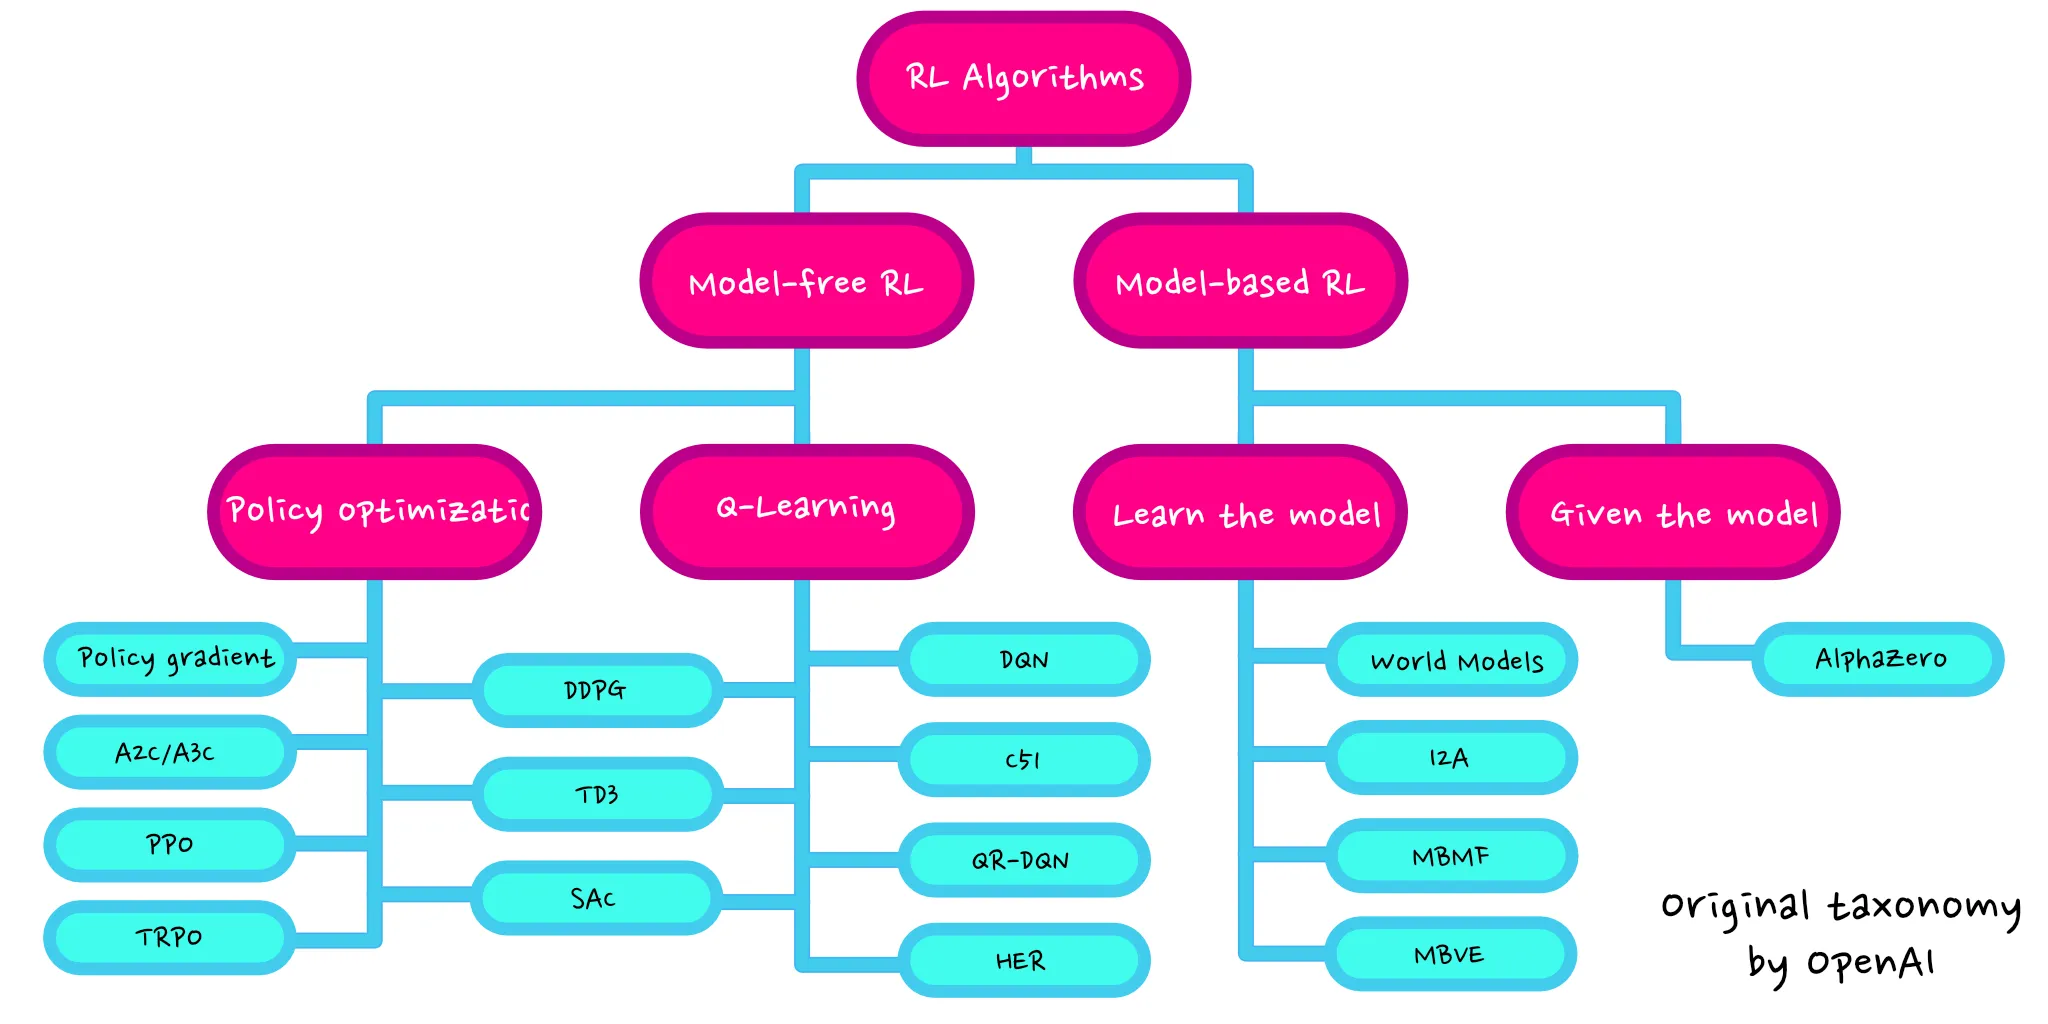 RL Algorithms
Model-free RL
Model-based RL
Policy optimizatio
Q-Learning
Learn the model
Given the model
Policy gradient
A2C/A3C
PPO
TRPO
DDPG
TD3
SAC
DQN
C51
QR-DQN
HER
World Models
I2A
MBMF
MBVE
AlphaZero
Original taxonomy
by OpenAI